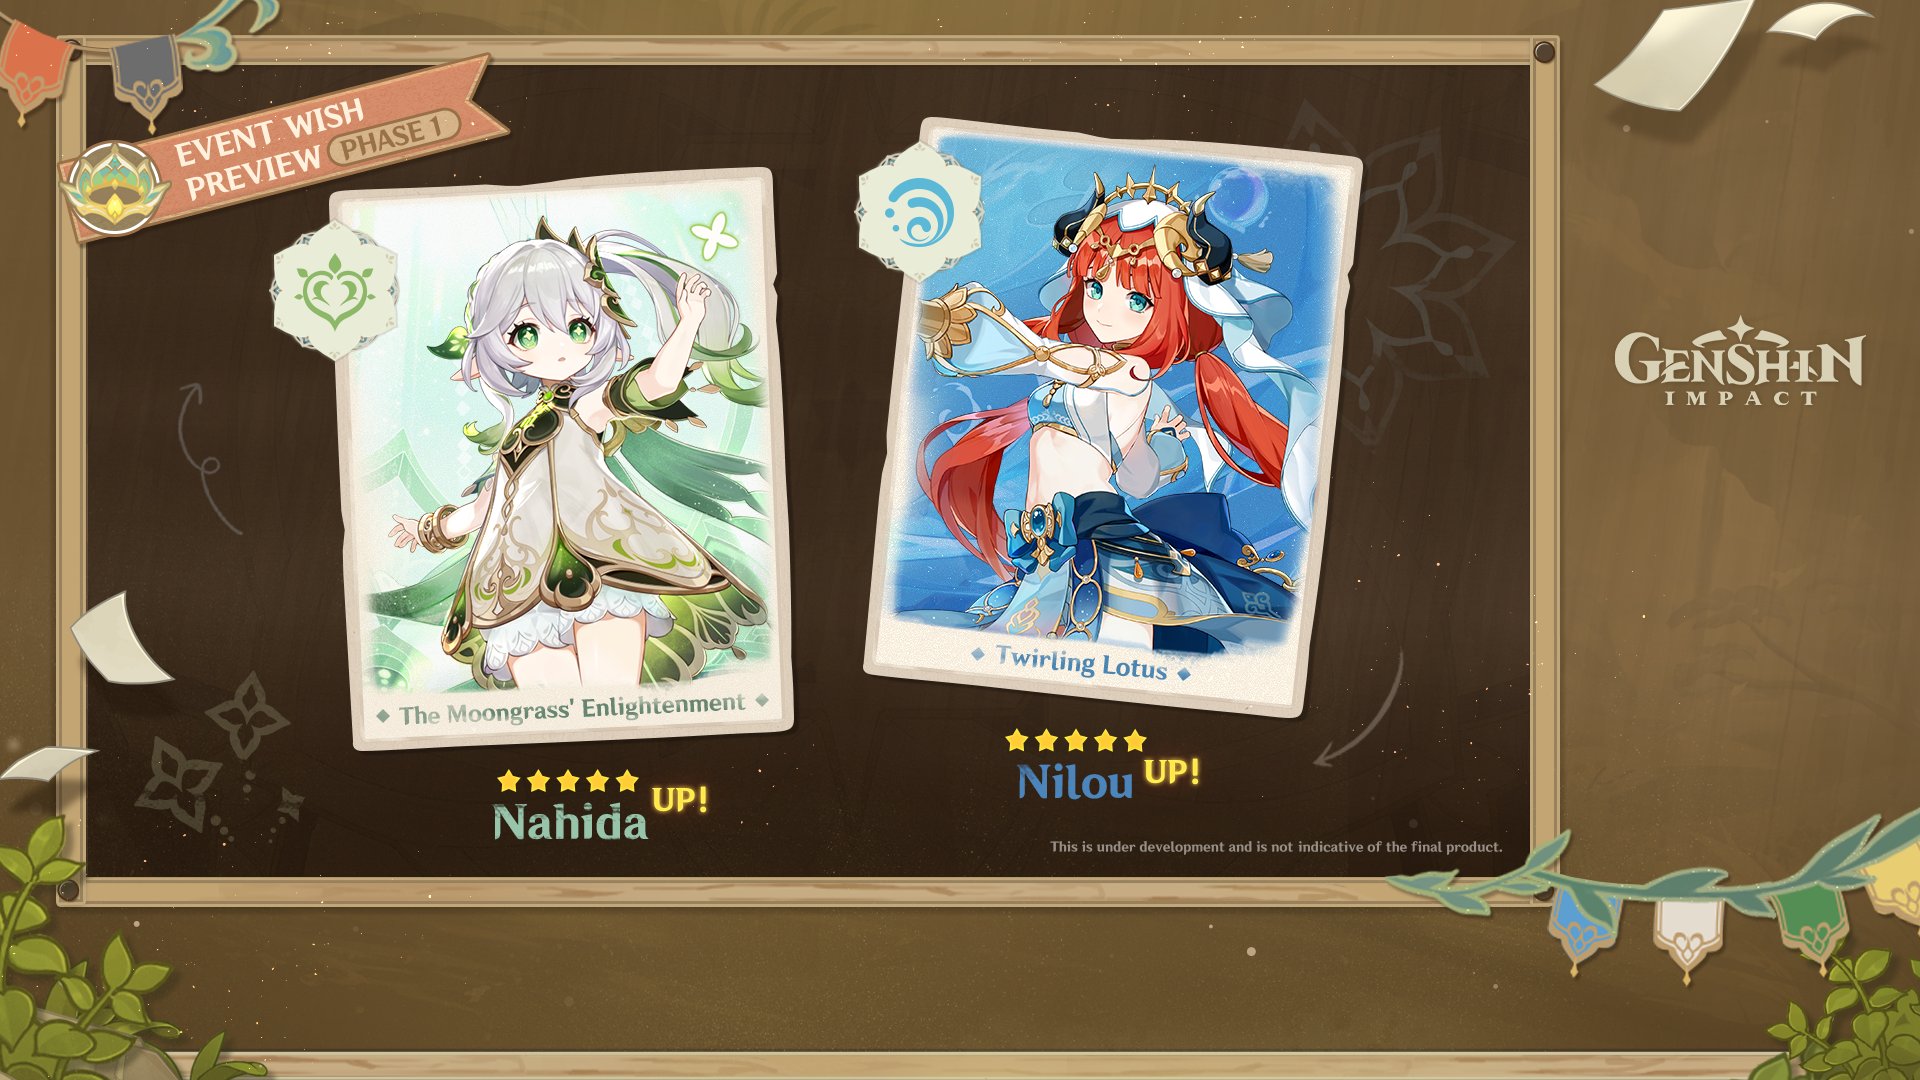 EVENT WISH
PREVIEW PHASE 1
The Moongrass' Enlightenment
Nahida UP!
Twirling Lotus
Nilou UP!
This is under development and is not indicative of the final product.
GENSHIN
IMPACT